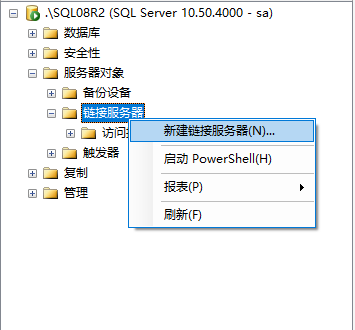 .\SQL08R2 (SQL Server 10.50.4000 - sa)
数据库
安全性
服务器对象
备份设备
链接服务器
新建链接服务器(N)...
访问
启动 PowerShell(H)
触发器
报表(P)
复制
管理
刷新(F)